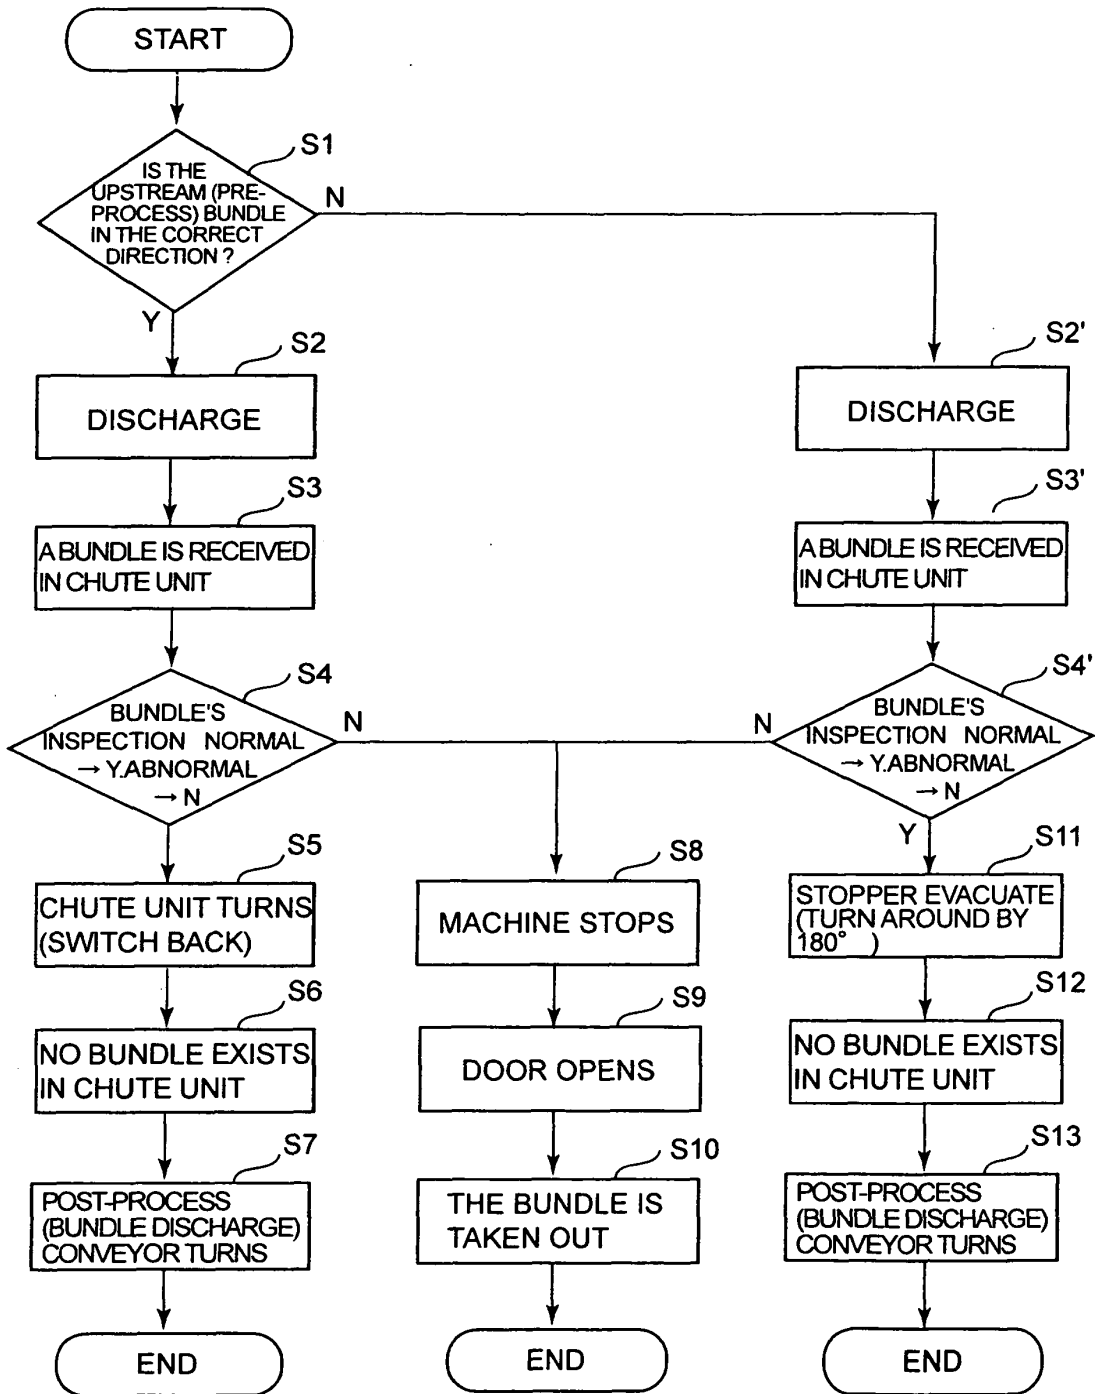 START
S1
IS THE
UPSTREAM (PRE-
PROCESS) BUNDLE
IN THE CORRECT
DIRECTION ?
N
Y
S2
DISCHARGE
S2'
DISCHARGE
S3
A BUNDLE IS RECEIVED
IN CHUTE UNIT
S3'
A BUNDLE IS RECEIVED
IN CHUTE UNIT
S4
BUNDLE'S
INSPECTION NORMAL
→ Y.ABNORMAL
→ N
N
N
S4'
BUNDLE'S
INSPECTION NORMAL
→ Y.ABNORMAL
→ N
Y
S5
CHUTE UNIT TURNS
(SWITCH BACK)
S8
MACHINE STOPS
S11
STOPPER EVACUATE
(TURN AROUND BY
180° )
S6
NO BUNDLE EXISTS
IN CHUTE UNIT
S9
DOOR OPENS
S12
NO BUNDLE EXISTS
IN CHUTE UNIT
S7
POST-PROCESS
(BUNDLE DISCHARGE)
CONVEYOR TURNS
S10
THE BUNDLE IS
TAKEN OUT
S13
POST-PROCESS
(BUNDLE DISCHARGE)
CONVEYOR TURNS
END
END
END